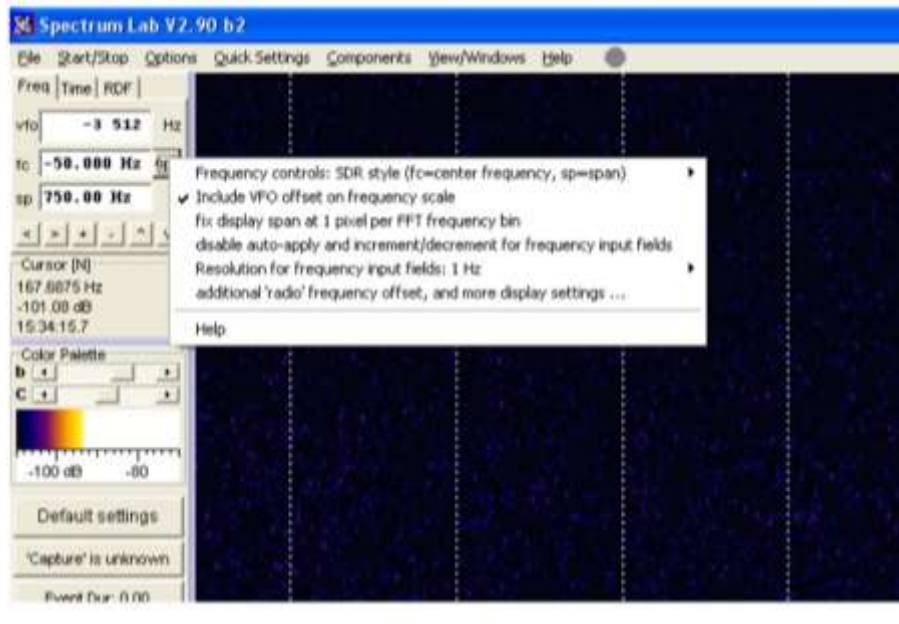 Spectrum Lab V2.90 b2
File Start/Stop Options Quick Settings Components View/Windows Help
Freq Time RDF
vfo -3 512 Hz
fc -50.000 Hz
sp 750.00 Hz
< > + - ^ v
Frequency controls: SDR style (fc=center frequency, sp=span)
Include VFO offset on frequency scale
fix display span at 1 pixel per FFT frequency bin
disable auto-apply and increment/decrement for frequency input fields
Resolution for frequency input fields: 1 Hz
additional 'radio' frequency offset, and more display settings ...
Help
Cursor [N]
167.6875 Hz
-101.08 dB
15:34:15.7
Color Palette
b
C
-100 dB -80
Default settings
'Capture' is unknown
Event Dur: 0.00